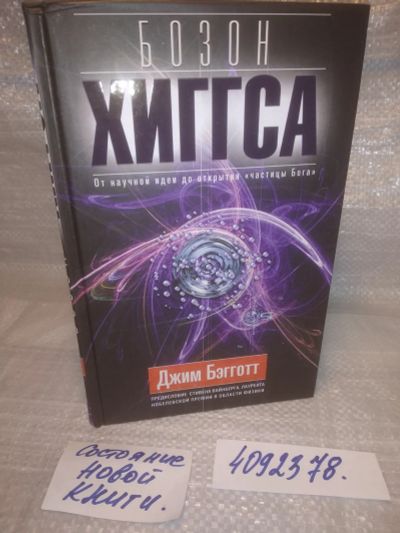 БОЗОН
ХИГГСА
От научной идеи до открытия «частицы Бога»
Джим Бэгготт
ПРЕДИСЛОВИЕ СТИВЕНА ВАЙНБЕРГА, ЛАУРЕАТА
НОБЕЛЕВСКОЙ ПРЕМИИ В ОБЛАСТИ ФИЗИКИ
состояние
новой
книги.
4092378.